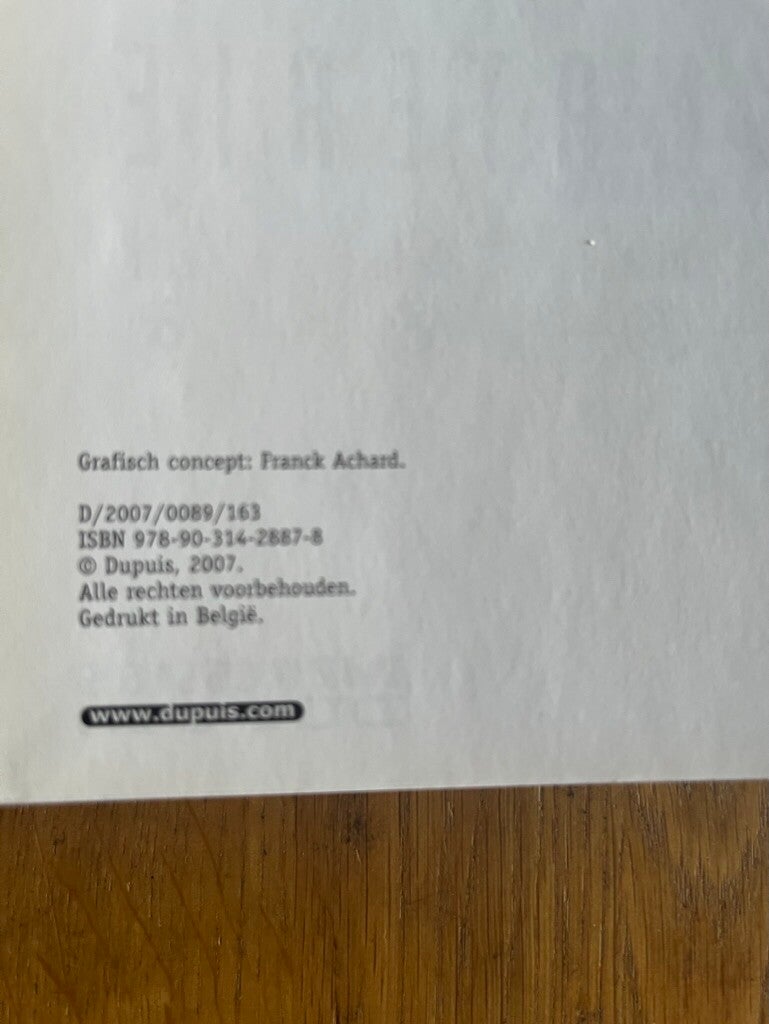 Grafisch concept: Franck Achard.
D/2007/0089/163
ISBN 978-90-314-2887-8
© Dupuis, 2007.
Alle rechten voorbehouden.
Gedrukt in België.
www.dupuis.com